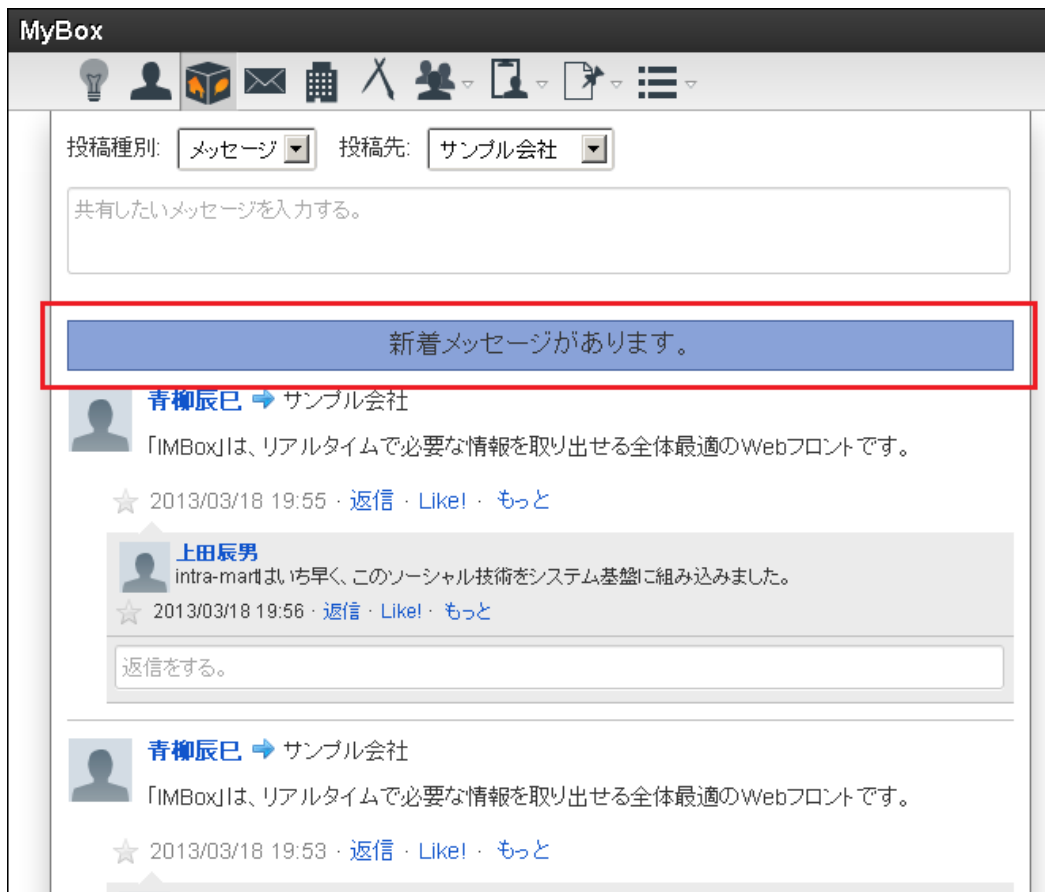 MyBox
投稿種別: メッセージ 投稿先: サンプル会社
共有したいメッセージを入力する。
新着メッセージがあります。
青柳辰巳 サンプル会社
「IMBox」は、リアルタイムで必要な情報を取り出せる全体最適のWebフロントです。
2013/03/18 19:55 · 返信 · Like! · もっと
上田辰男
intra-martはいち早く、このソーシャル技術をシステム基盤に組み込みました。
2013/03/18 19:56 · 返信 · Like! · もっと
返信をする。
青柳辰巳 サンプル会社
「IMBox」は、リアルタイムで必要な情報を取り出せる全体最適のWebフロントです。
2013/03/18 19:53 · 返信 · Like! · もっと